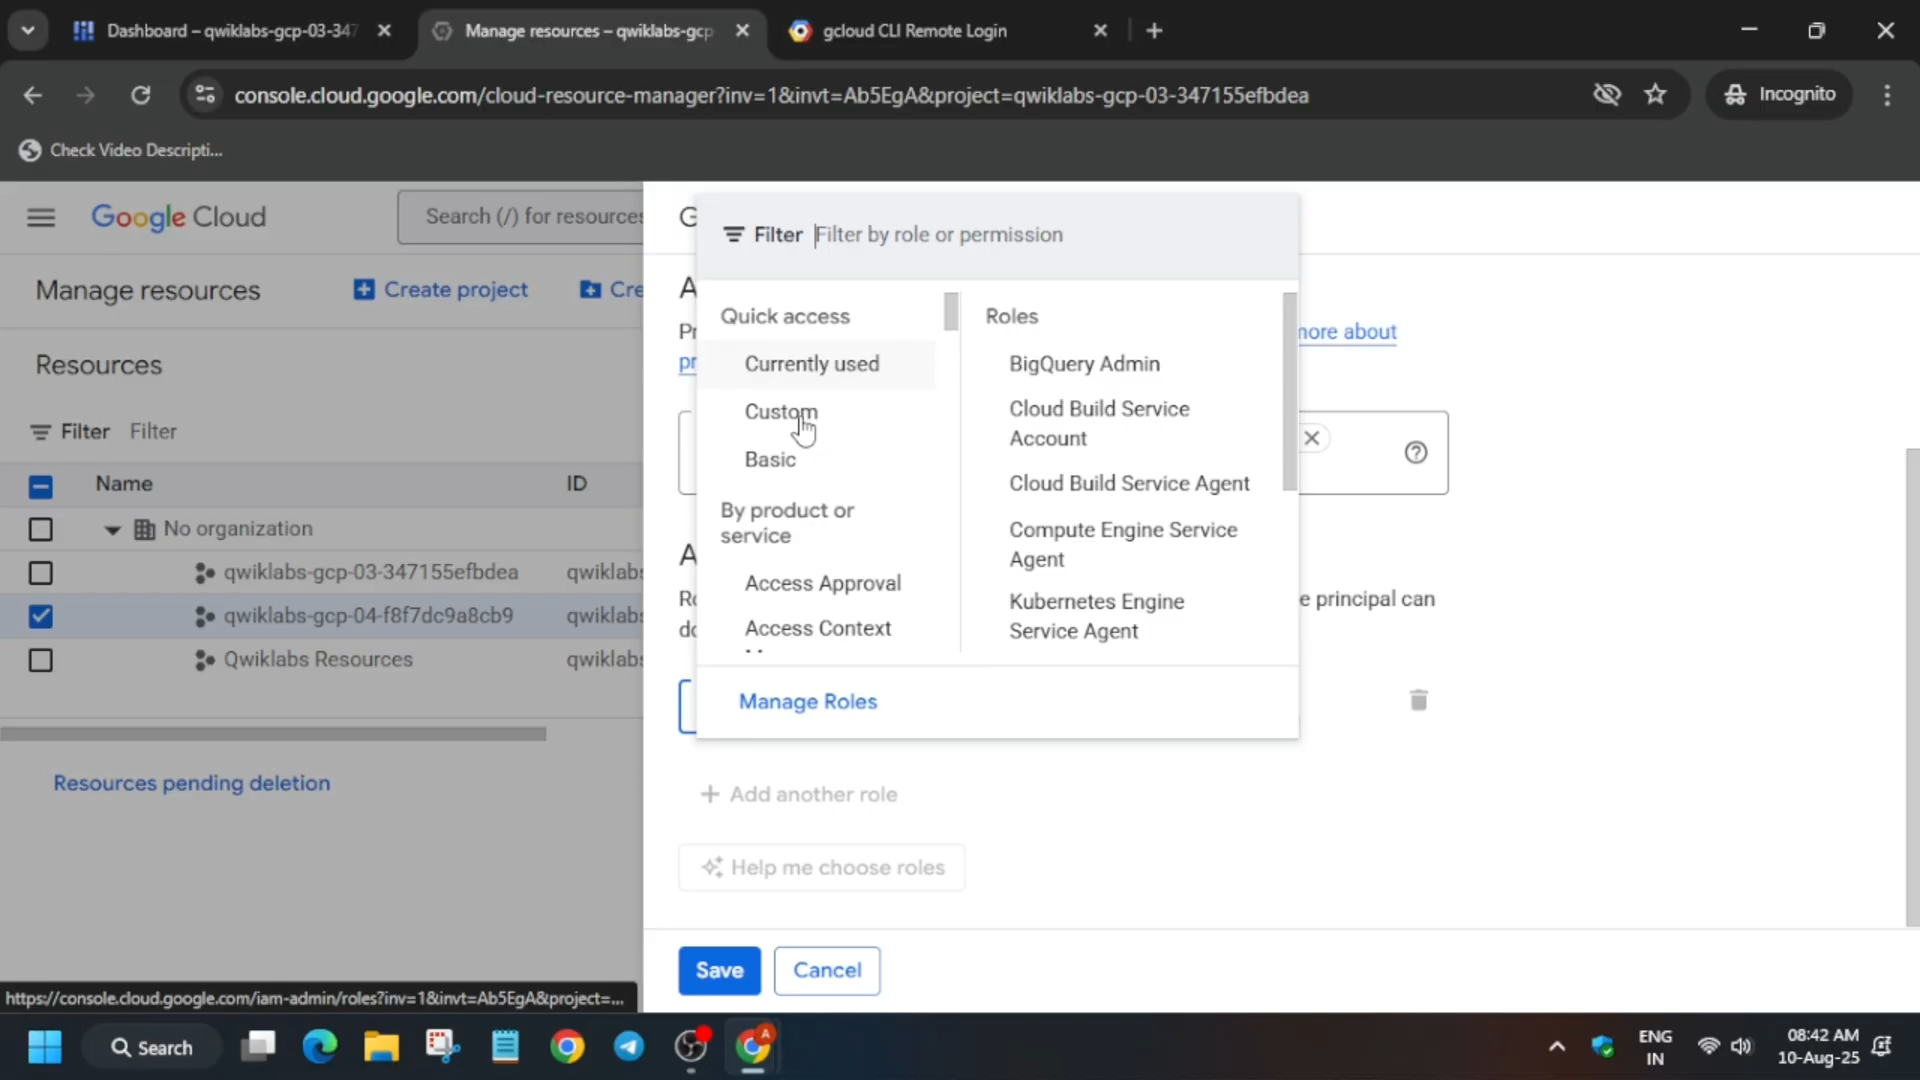 Dashboard – qwiklabs-gcp-03-347
Manage resources – qwiklabs-gcp
gcloud CLI Remote Login
console.cloud.google.com/cloud-resource-manager?inv=1&invt=Ab5EgA&project=qwiklabs-gcp-03-347155efbdea
Incognito
Check Video Descripti...
Google Cloud
Search (/) for resources
Manage resources
Create project
Cre
Resources
Filter Filter
Name ID
No organization
qwiklabs-gcp-03-347155efbdea qwiklabs
qwiklabs-gcp-04-f8f7dc9a8cb9 qwiklabs
Qwiklabs Resources qwiklabs
Resources pending deletion
G
A
Pr
more about
pr
Filter Filter by role or permission
Quick access
Currently used
Custom
Basic
By product or
service
Access Approval
Access Context
Roles
BigQuery Admin
Cloud Build Service
Account
Cloud Build Service Agent
Compute Engine Service
Agent
Kubernetes Engine
Service Agent
Manage Roles
A
Ro
e principal can
do
+ Add another role
Help me choose roles
Save Cancel
https://console.cloud.google.com/iam-admin/roles?inv=1&invt=Ab5EgA&project=...
Search
A
ENG
IN
08:42 AM
10-Aug-25